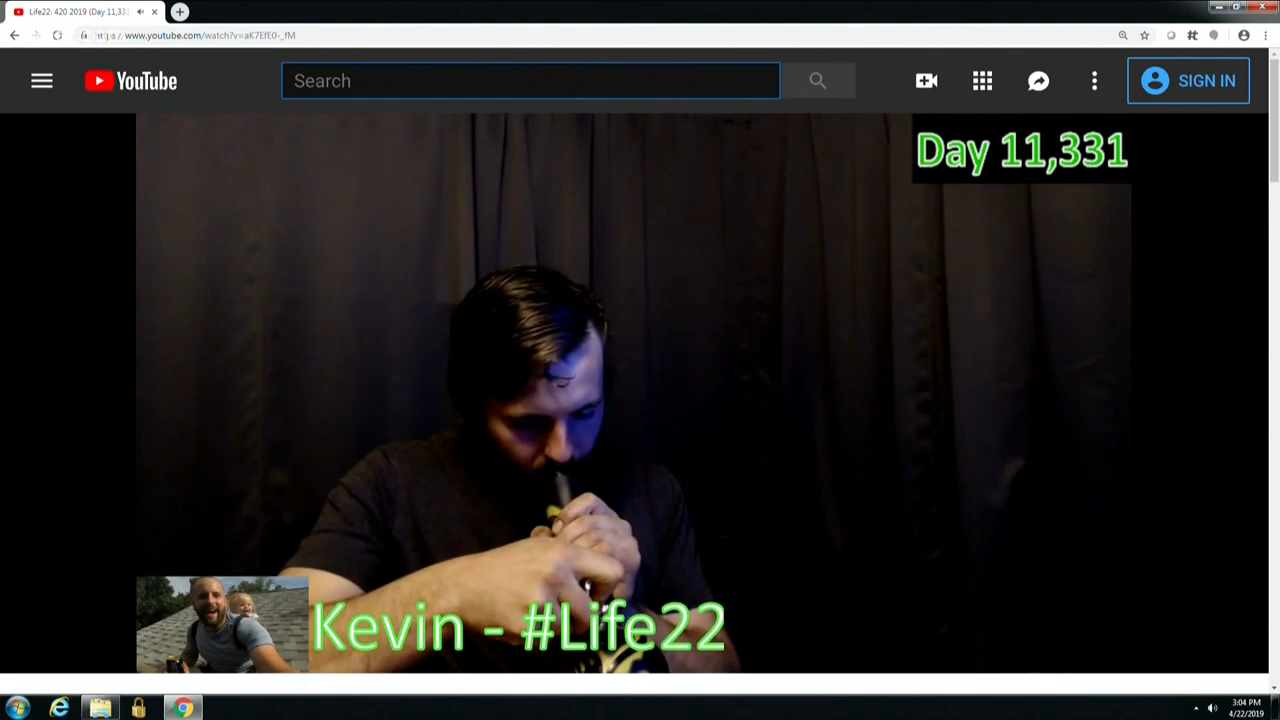 Life22: 420 2019 (Day 11,331
www.youtube.com/watch?v=aK7EfE0-_fM
YouTube
Search
SIGN IN
Day 11,331
Kevin - #Life22
3:04 PM
4/22/2019